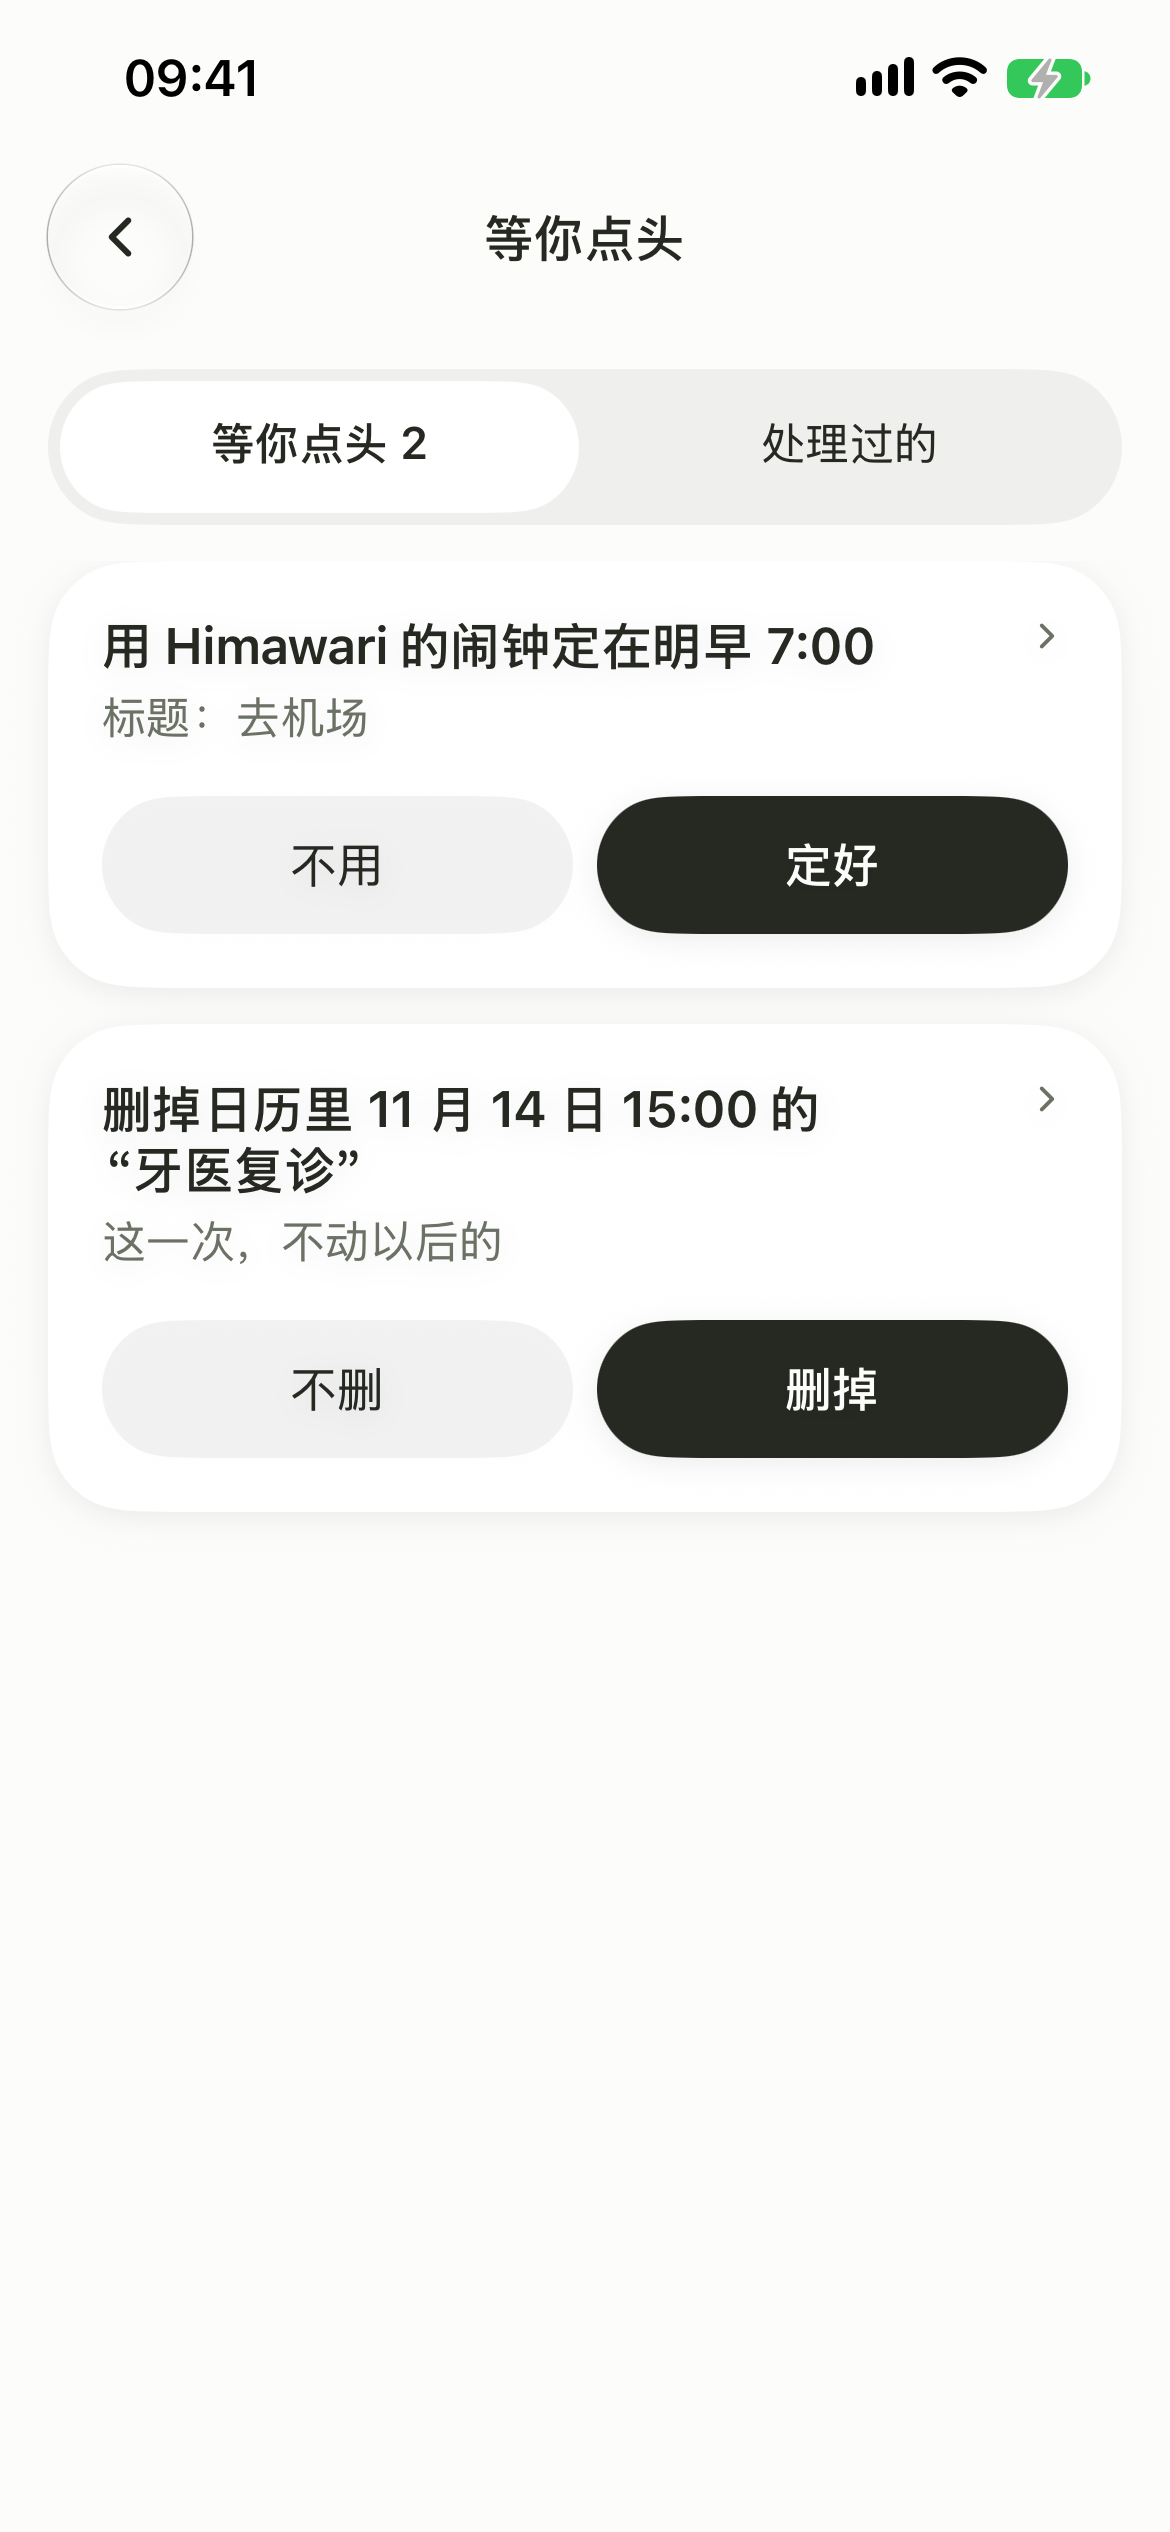 09:41
等你点头
等你点头 2
处理过的
用 Himawari 的闹钟定在明早 7:00
标题：去机场
不用
定好
删掉日历里 11 月 14 日 15:00 的
“牙医复诊”
这一次，不动以后的
不删
删掉